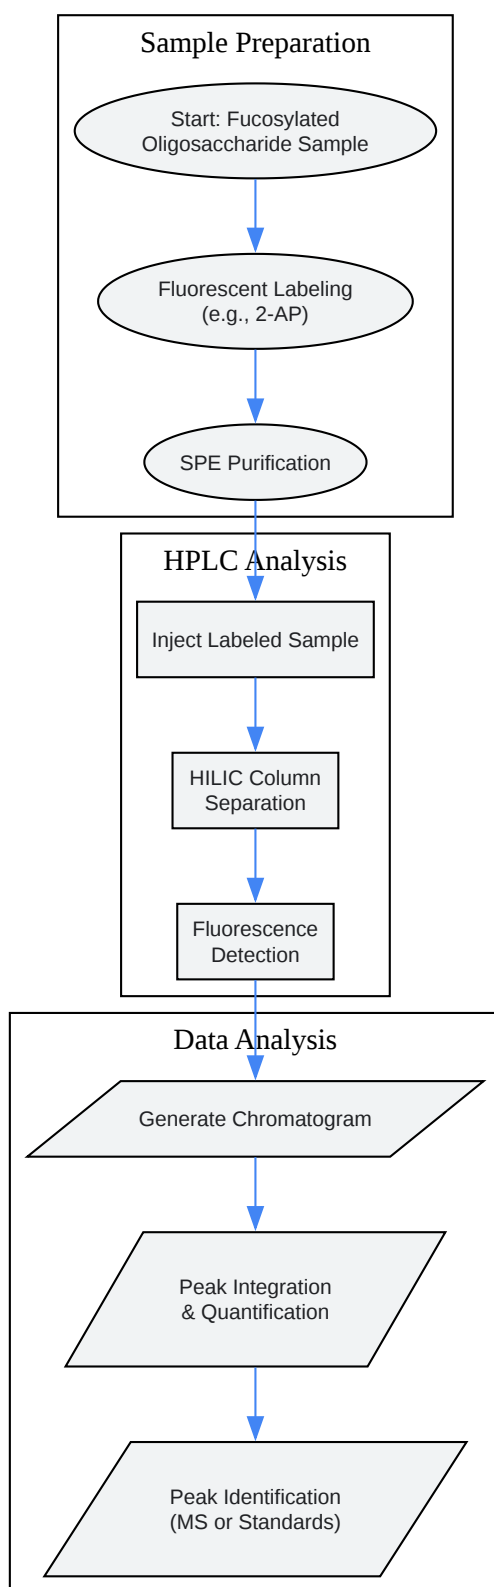 Sample Preparation
Start: Fucosylated
Oligosaccharide Sample
Fluorescent Labeling
(e.g., 2-AP)
SPE Purification
HPLC Analysis
Inject Labeled Sample
HILIC Column
Separation
Fluorescence
Detection
Data Analysis
Generate Chromatogram
Peak Integration
& Quantification
Peak Identification
(MS or Standards)